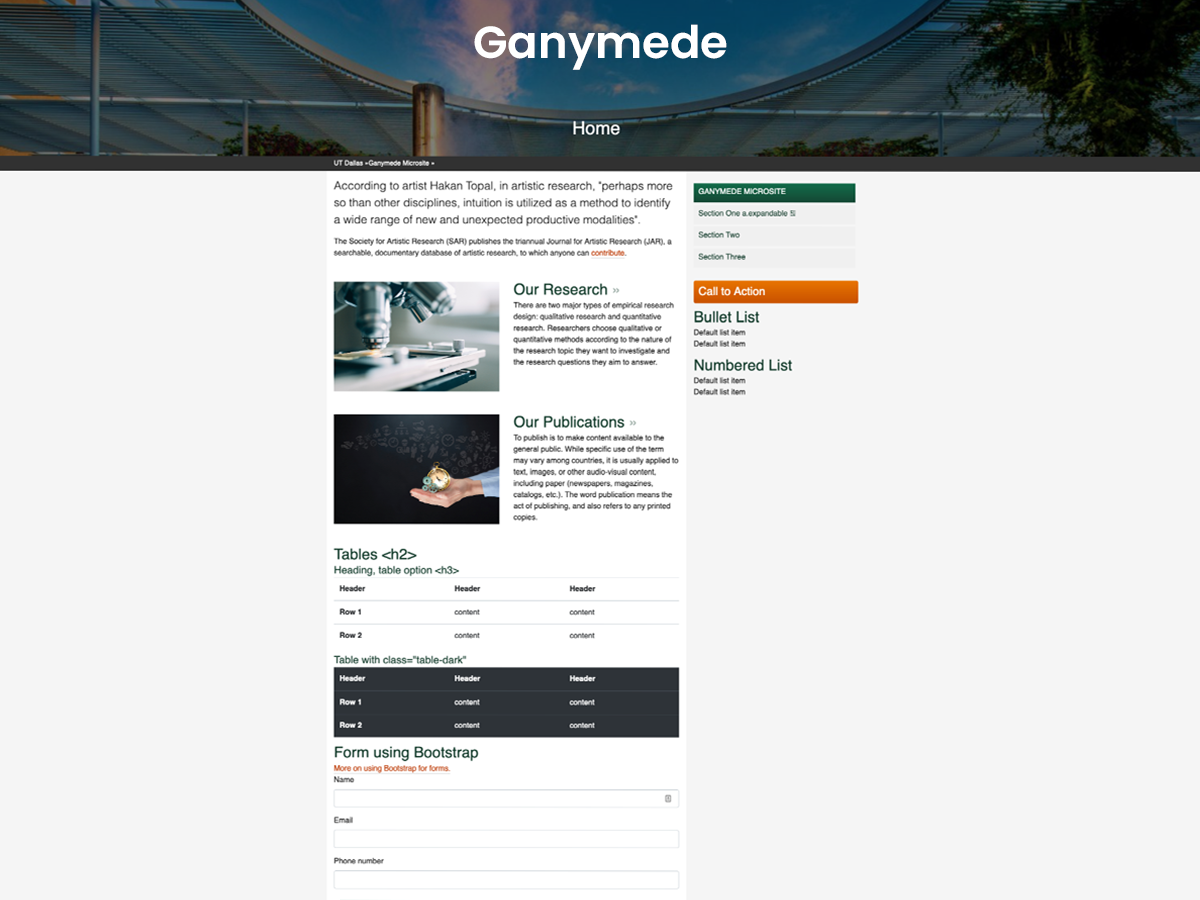 Ganymede
Home
UT Dallas »Ganymede Microsite »
According to artist Hakan Topal, in artistic research, "perhaps more
so than other disciplines, intuition is utilized as a method to identify
a wide range of new and unexpected productive modalities".
The Society for Artistic Research (SAR) publishes the triannual Journal for Artistic Research (JAR), a
searchable, documentary database of artistic research, to which anyone can contribute.
Our Research »
There are two major types of empirical research
design: qualitative research and quantitative
research. Researchers choose qualitative or
quantitative methods according to the nature of
the research topic they want to investigate and
the research questions they aim to answer.
Our Publications »
To publish is to make content available to the
general public. While specific use of the term
may vary among countries, it is usually applied to
text, images, or other audio-visual content,
including paper (newspapers, magazines,
catalogs, etc.). The word publication means the
act of publishing, and also refers to any printed
copies.
Tables <h2>
Heading, table option <h3>
Header Header Header
Row 1 content content
Row 2 content content
Table with class="table-dark"
Header Header Header
Row 1 content content
Row 2 content content
Form using Bootstrap
More on using Bootstrap for forms.
Name
Email
Phone number
GANYMEDE MICROSITE
Section One a.expandable
Section Two
Section Three
Call to Action
Bullet List
Default list item
Default list item
Numbered List
Default list item
Default list item